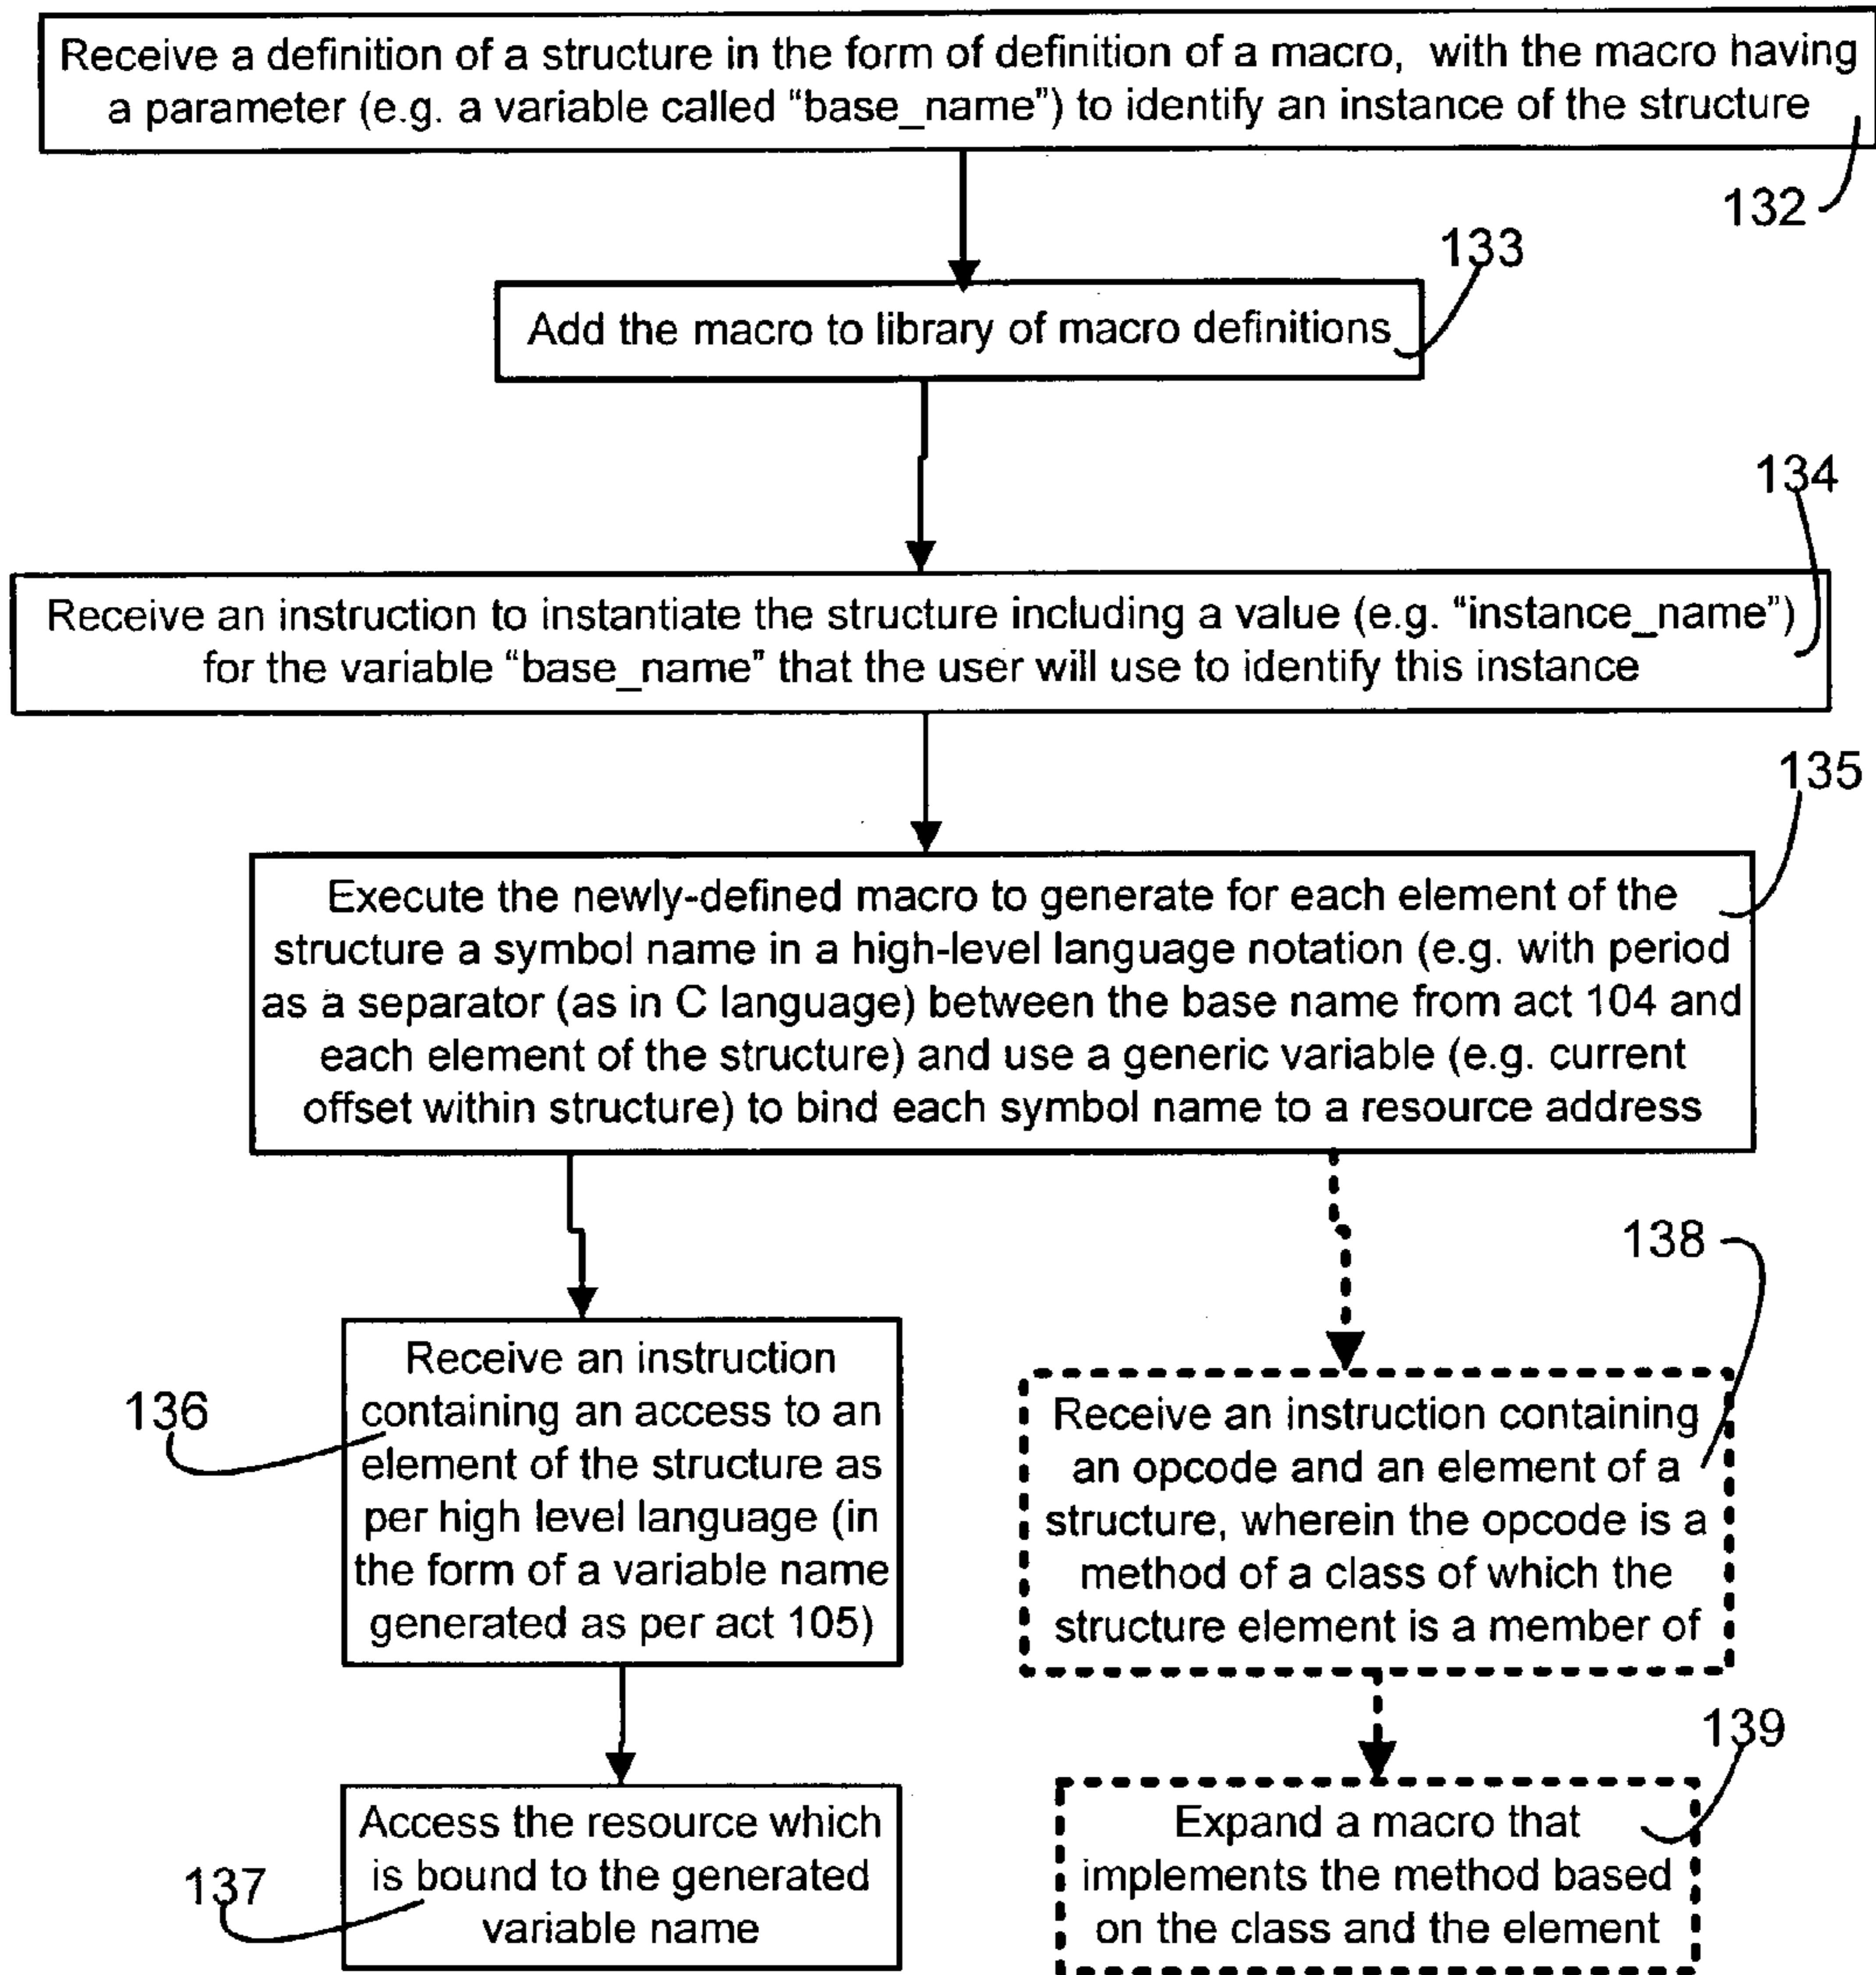 Receive a definition of a structure in the form of definition of a macro, with the macro having
a parameter (e.g. a variable called “base_name”) to identify an instance of the structure
132
133
Add the macro to library of macro definitions
134
Receive an instruction to instantiate the structure including a value (e.g. “instance_name”)
for the variable “base_name” that the user will use to identify this instance
135
Execute the newly-defined macro to generate for each element of the
structure a symbol name in a high-level language notation (e.g. with period
as a separator (as in C language) between the base name from act 104 and
each element of the structure) and use a generic variable (e.g. current
offset within structure) to bind each symbol name to a resource address
136
Receive an instruction
containing an access to an
element of the structure as
per high level language (in
the form of a variable name
generated as per act 105)
138
Receive an instruction containing
an opcode and an element of a
structure, wherein the opcode is a
method of a class of which the
structure element is a member of
137
Access the resource which
is bound to the generated
variable name
139
Expand a macro that
implements the method based
on the class and the element